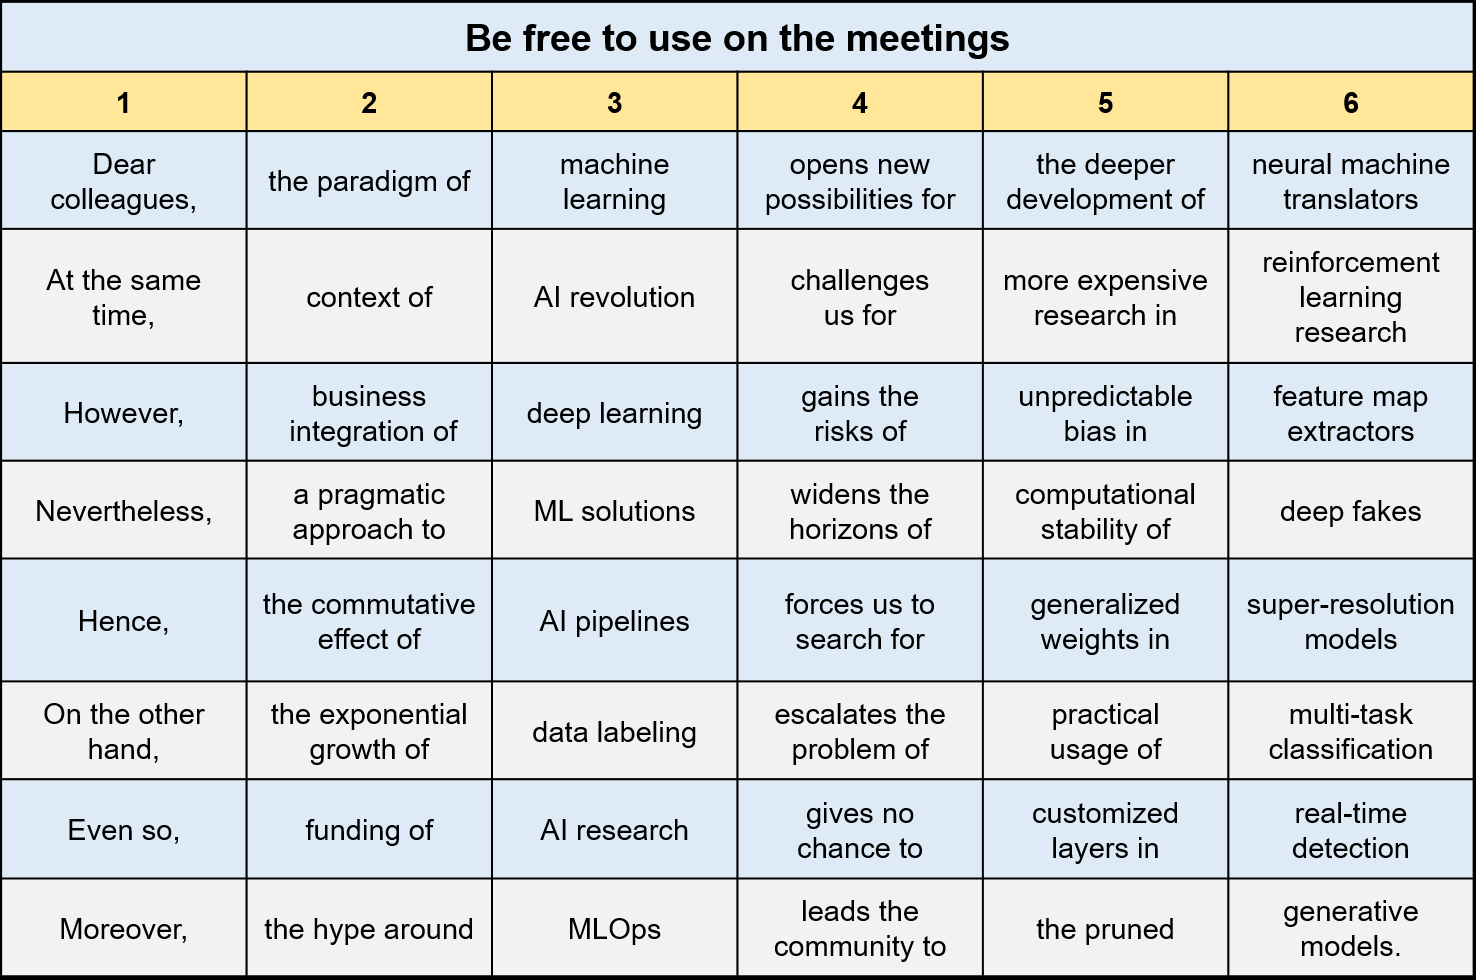 Be free to use on the meetings
1 2 3 4 5 6
Dear
colleagues,
the paradigm of
machine
learning
opens new
possibilities for
the deeper
development of
neural machine
translators
At the same
time,
context of
AI revolution
challenges
us for
more expensive
research in
reinforcement
learning
research
However,
business
integration of
deep learning
gains the
risks of
unpredictable
bias in
feature map
extractors
Nevertheless,
a pragmatic
approach to
ML solutions
widens the
horizons of
computational
stability of
deep fakes
Hence,
the commutative
effect of
AI pipelines
forces us to
search for
generalized
weights in
super-resolution
models
On the other
hand,
the exponential
growth of
data labeling
escalates the
problem of
practical
usage of
multi-task
classification
Even so,
funding of
AI research
gives no
chance to
customized
layers in
real-time
detection
Moreover,
the hype around
MLOps
leads the
community to
the pruned
generative
models.